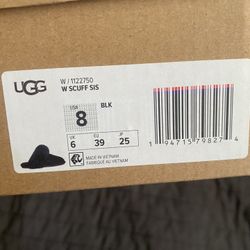 UGG
W / 1122750
W SCUFF SIS
USA
8
BLK
UK
6
EU
39
JP
25
MADE IN VIETNAM
FABRIQUE AU VIETNAM
1 94715 79827 4